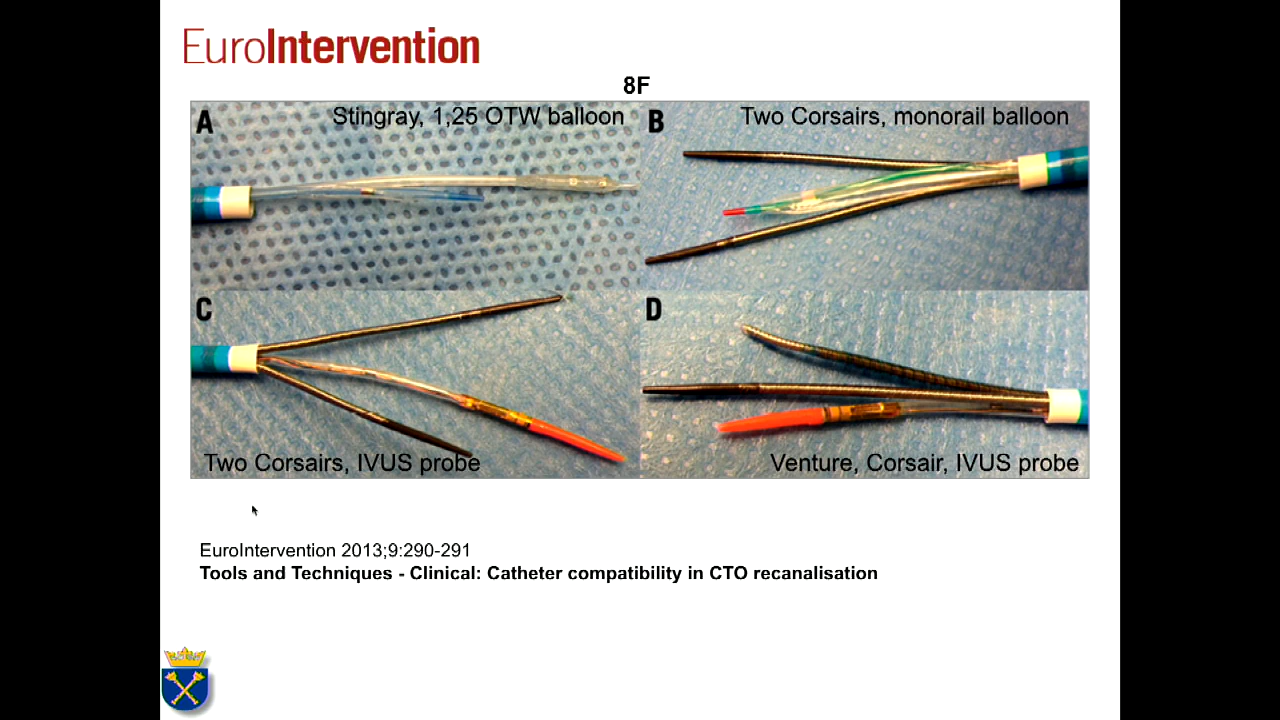 EuroIntervention
8F
A
Stingray, 1,25 OTW balloon
B
Two Corsairs, monorail balloon
C
Two Corsairs, IVUS probe
D
Venture, Corsair, IVUS probe
EuroIntervention 2013;9:290-291
Tools and Techniques - Clinical: Catheter compatibility in CTO recanalisation